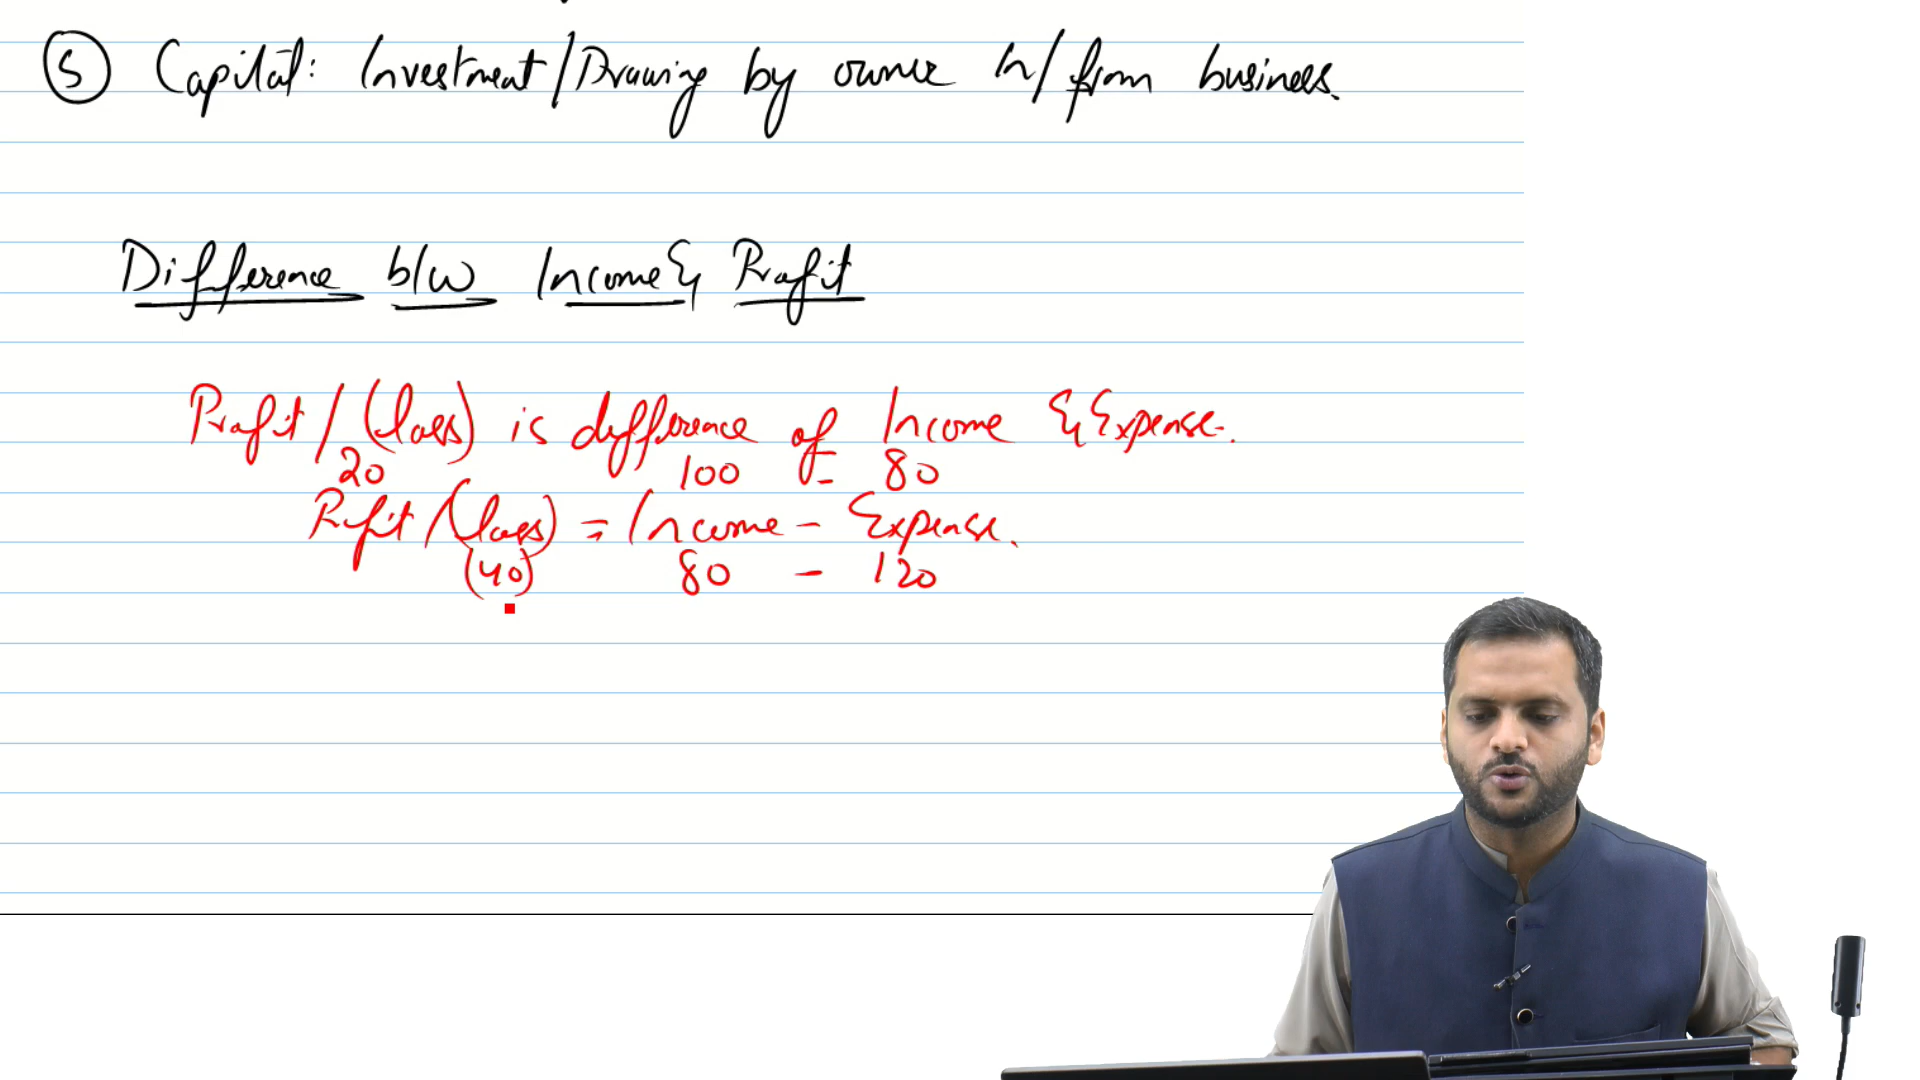 5 Capital: Investment/Drawing by owner in/from business.
Difference b/w Income & Profit
Profit/(loss) is difference of Income & Expense.
20 100 - 80
Profit/(loss) = Income - Expense.
(40) 80 - 120